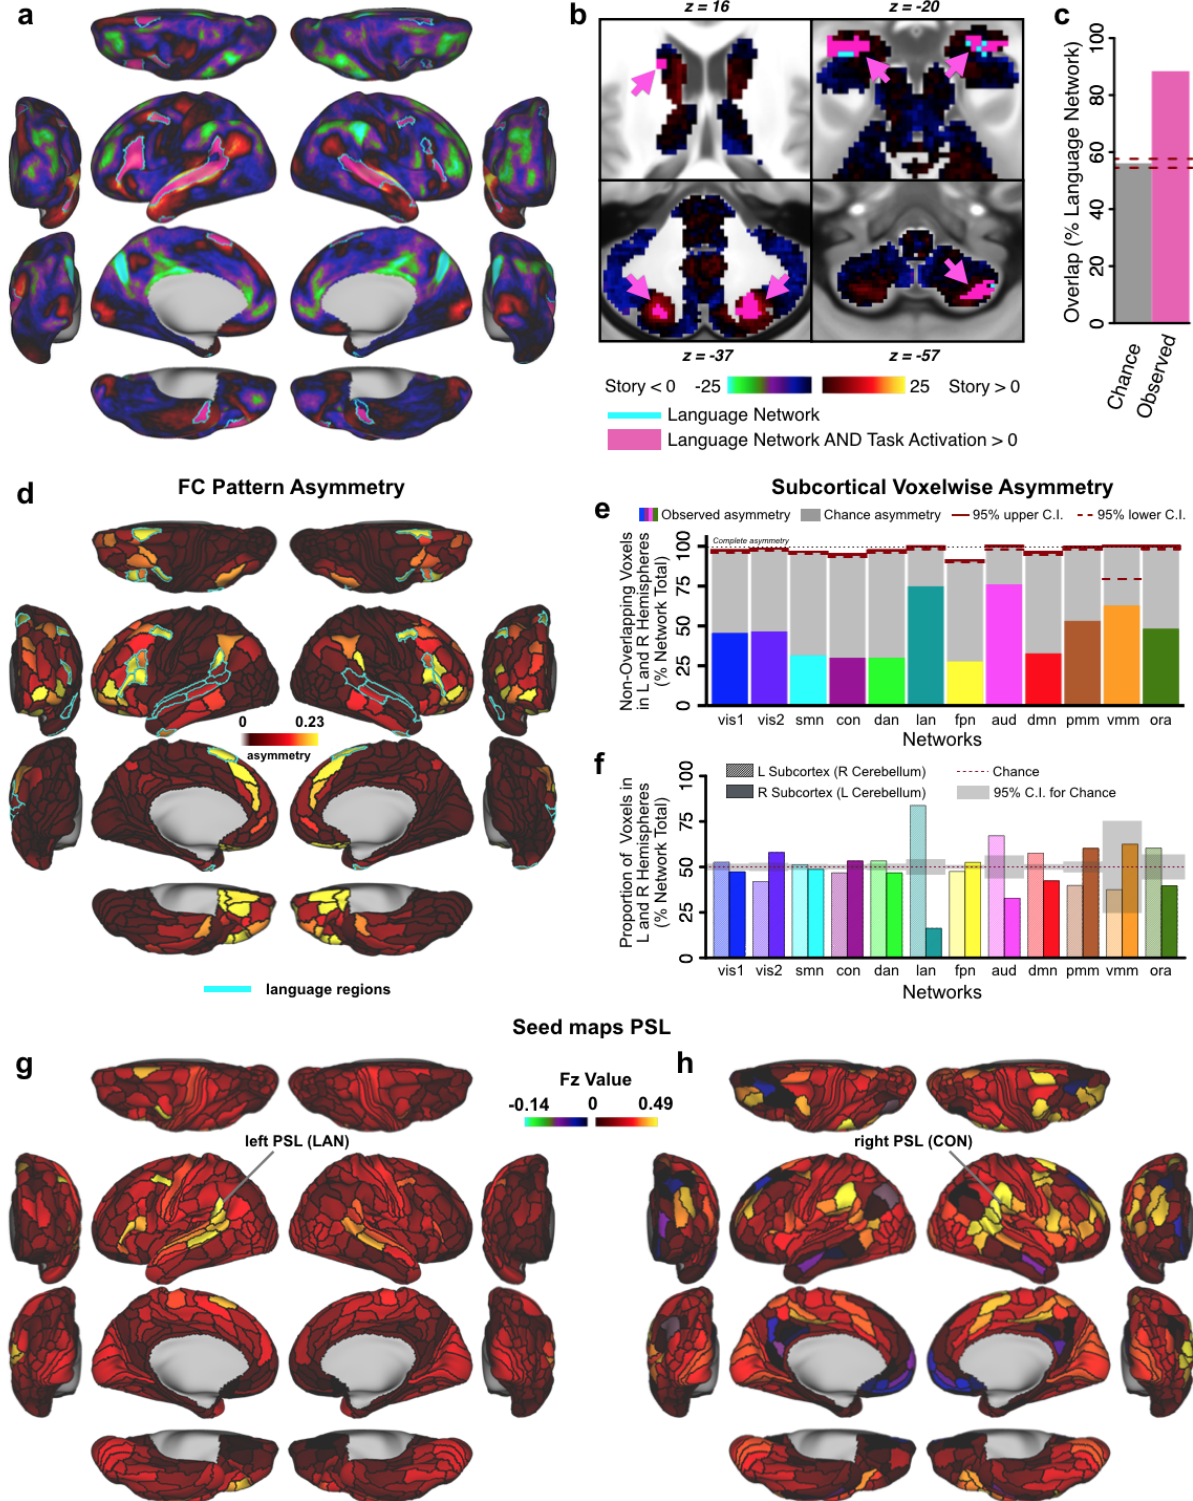 a
b
z = 16
z = -20
z = -37
z = -57
Story < 0
-25
25
Story > 0
Language Network
Language Network AND Task Activation > 0
c
Overlap (% Language Network)
100
80
60
40
20
0
Chance
Observed
d
FC Pattern Asymmetry
0
0.23
asymmetry
language regions
Subcortical Voxelwise Asymmetry
e
Observed asymmetry
Chance asymmetry
95% upper C.I.
95% lower C.I.
Complete asymmetry
Non-Overlapping Voxels
in L and R Hemispheres
(% Network Total)
100
75
50
25
0
vis1 vis2 smn con dan lan fpn aud dmn pmm vmm ora
Networks
f
L Subcortex (R Cerebellum)
R Subcortex (L Cerebellum)
Chance
95% C.I. for Chance
Proportion of Voxels in
L and R Hemispheres
(% Network Total)
100
75
50
25
0
vis1 vis2 smn con dan lan fpn aud dmn pmm vmm ora
Networks
Seed maps PSL
g
Fz Value
-0.14
0
0.49
left PSL (LAN)
h
right PSL (CON)